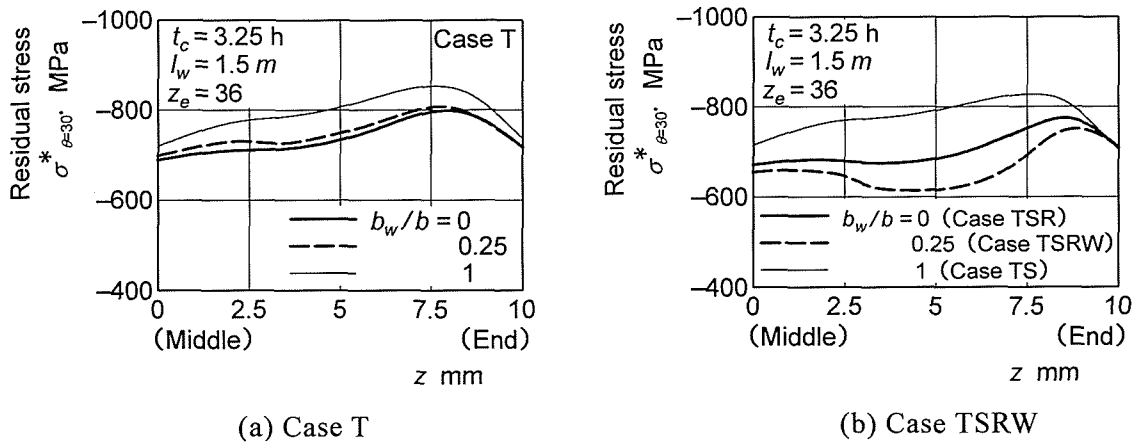 Residual stress
σ*θ=30° MPa
–1000
–800
–600
–400
t_c = 3.25 h
l_w = 1.5 m
z_e = 36
Case T
b_w/b = 0
0.25
1
0 2.5 5 7.5 10
(Middle) (End)
z mm
(a) Case T
Residual stress
σ*θ=30° MPa
–1000
–800
–600
–400
t_c = 3.25 h
l_w = 1.5 m
z_e = 36
b_w/b = 0 (Case TSR)
0.25 (Case TSRW)
1 (Case TS)
0 2.5 5 7.5 10
(Middle) (End)
z mm
(b) Case TSRW